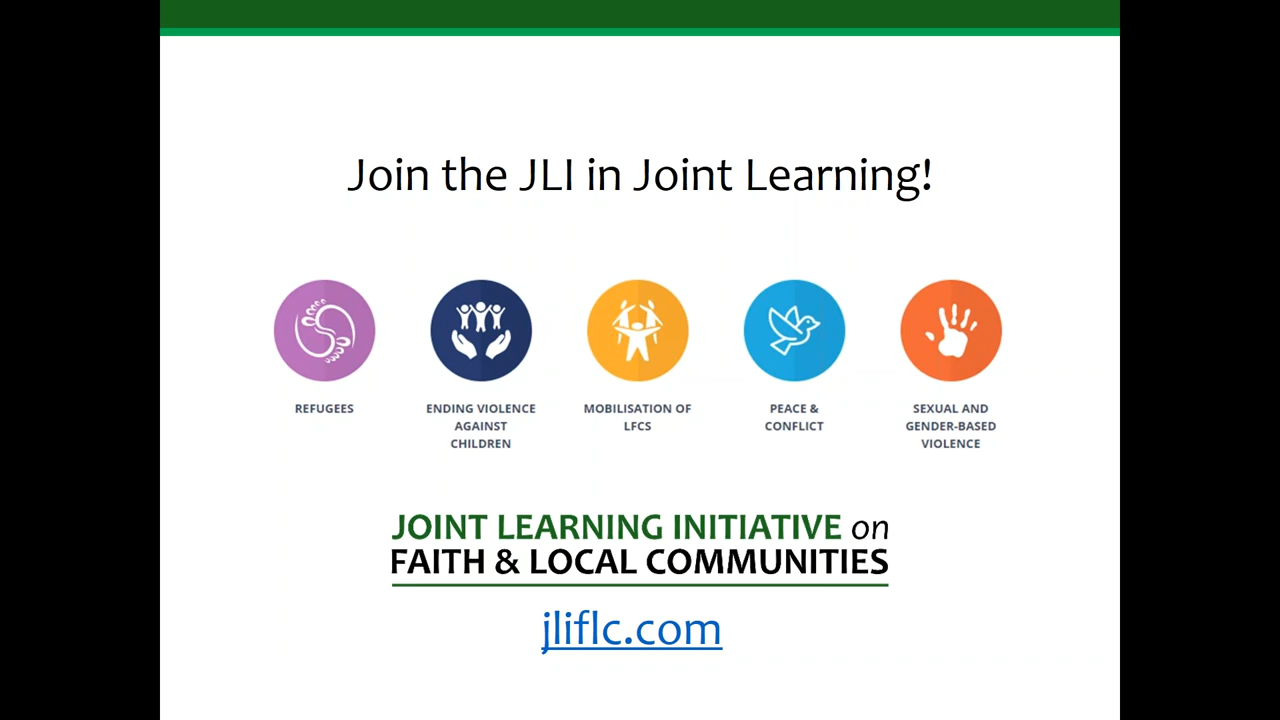 Join the JLI in Joint Learning!
REFUGEES
ENDING VIOLENCE
AGAINST
CHILDREN
MOBILISATION OF
LFCS
PEACE &
CONFLICT
SEXUAL AND
GENDER-BASED
VIOLENCE
JOINT LEARNING INITIATIVE on
FAITH & LOCAL COMMUNITIES
jliflc.com